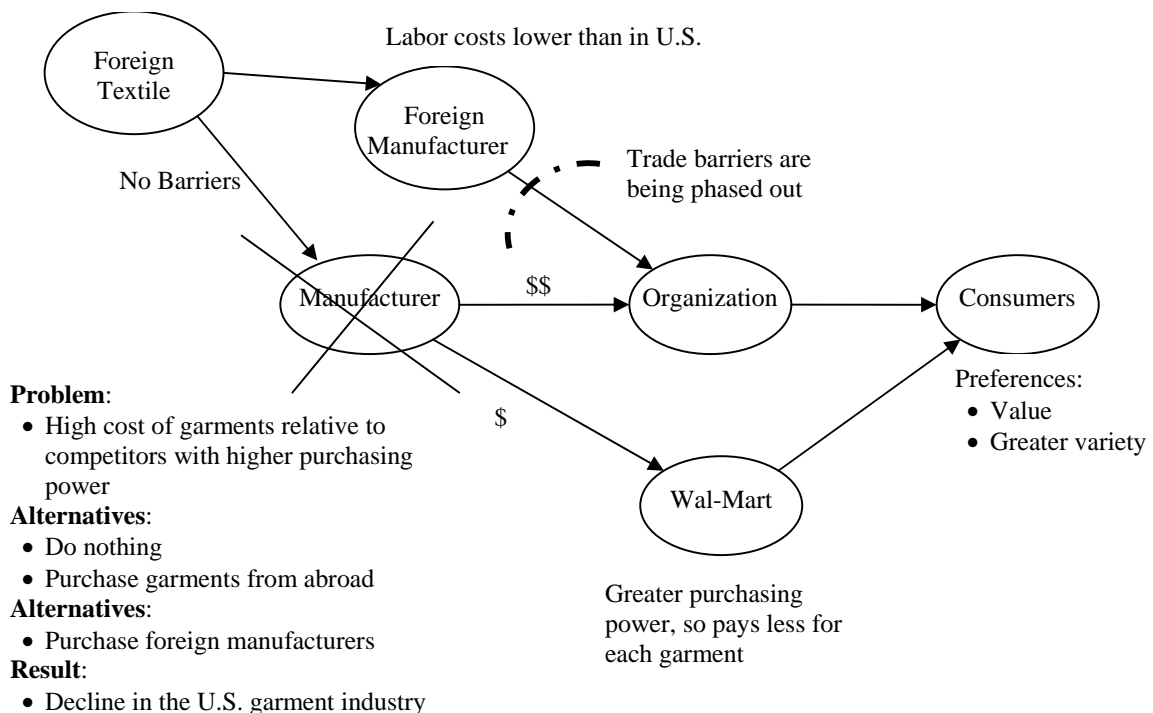 Labor costs lower than in U.S.
Foreign
Textile
Foreign
Manufacturer
Trade barriers are
being phased out
No Barriers
Manufacturer
$$
Organization
Consumers
Preferences:
• Value
• Greater variety
$
Wal-Mart
Greater purchasing
power, so pays less for
each garment
Problem:
• High cost of garments relative to
competitors with higher purchasing
power
Alternatives:
• Do nothing
• Purchase garments from abroad
Alternatives:
• Purchase foreign manufacturers
Result:
• Decline in the U.S. garment industry